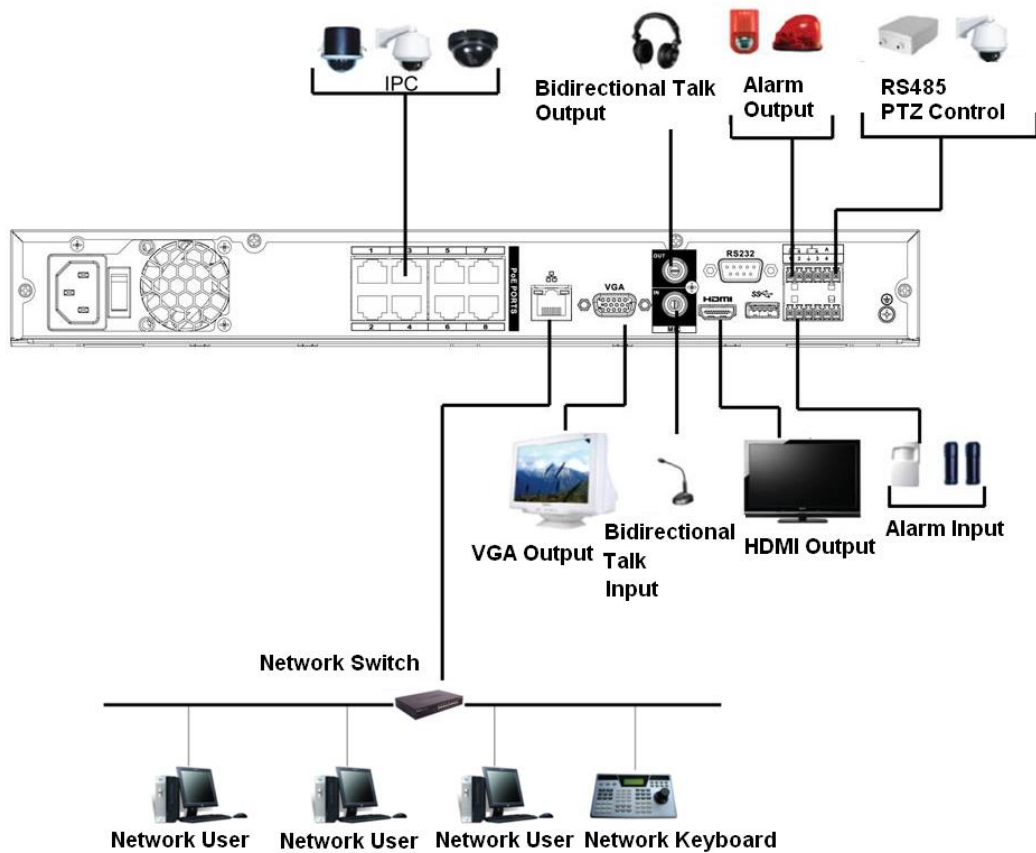 IPC
Bidirectional Talk
Output
Alarm
Output
RS485
PTZ Control
1 3 5 7
2 4 6 8
PoE PORTS
VGA
OUT
IN
MIC
RS232
HDMI
SS
A
VGA Output
Bidirectional
Talk
Input
HDMI Output
Alarm Input
Network Switch
Network User
Network User
Network User
Network Keyboard